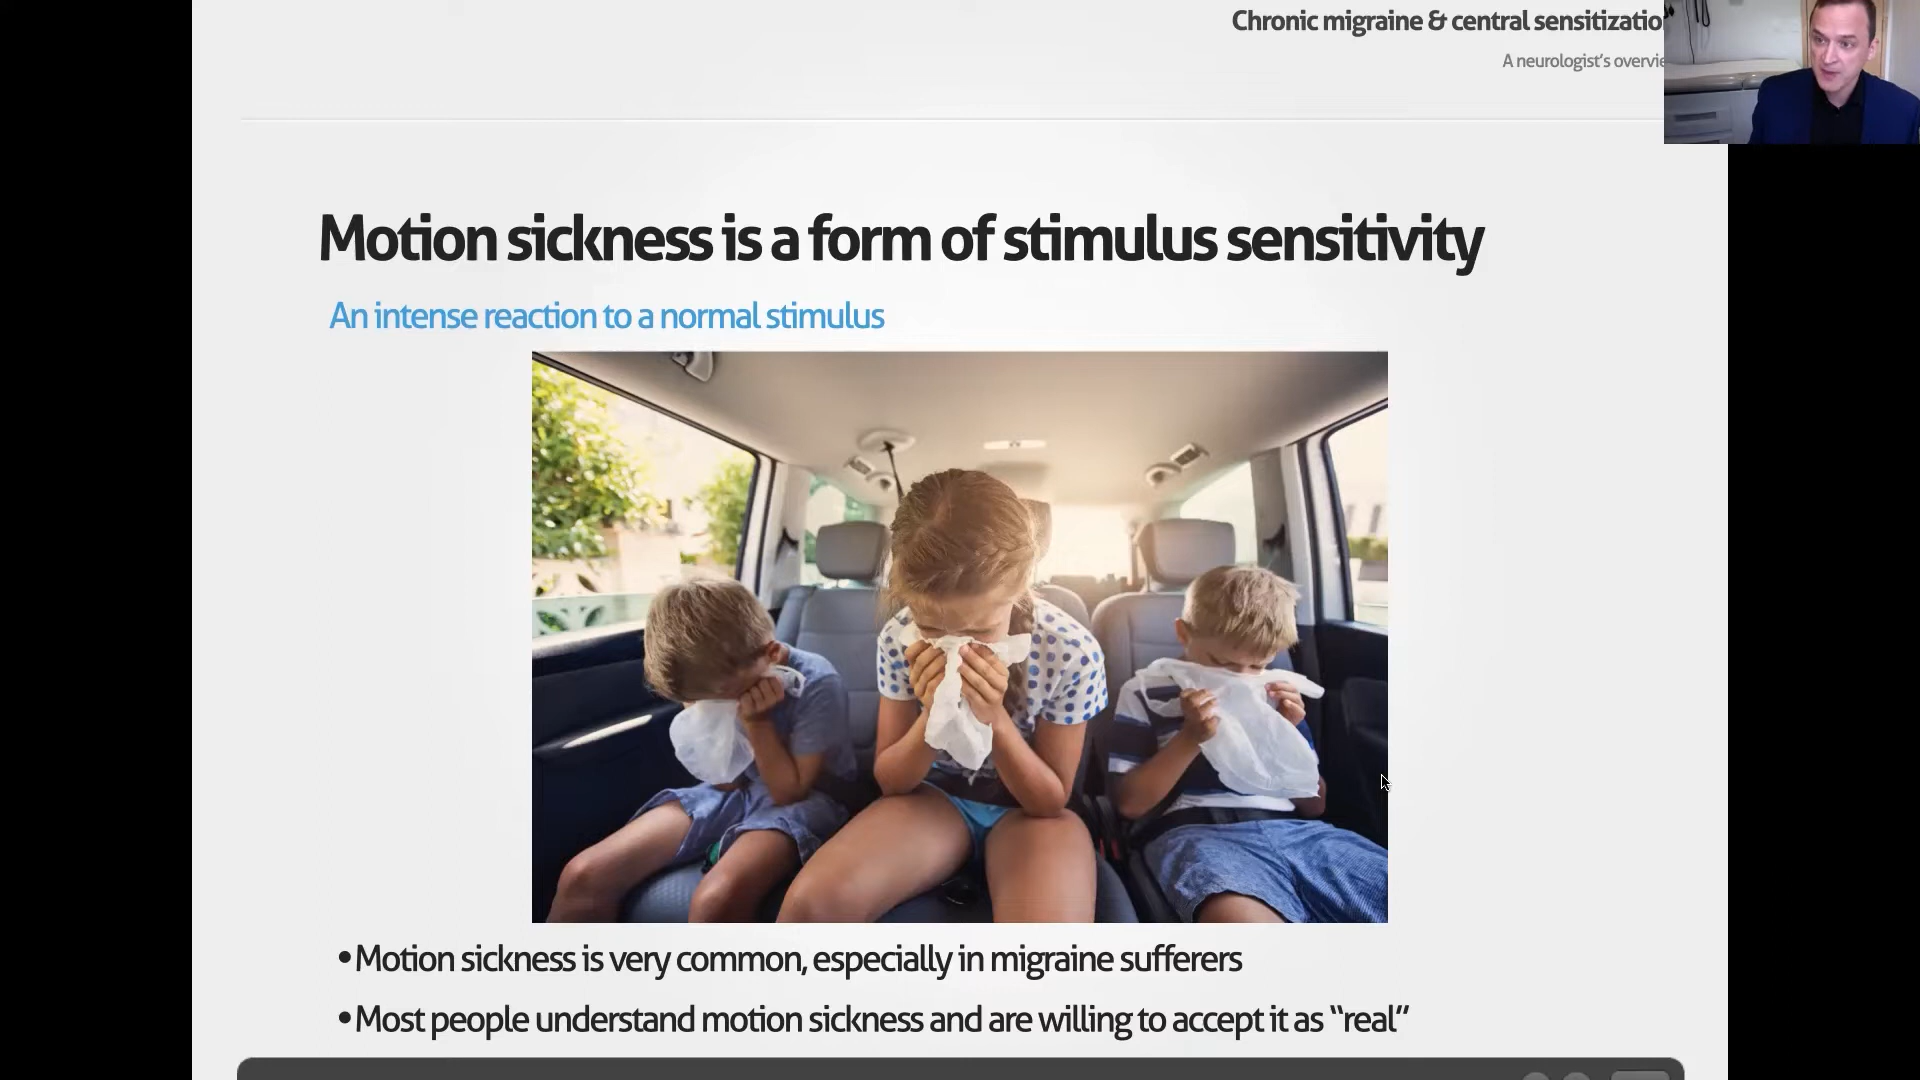 Chronic migraine & central sensitizatio
A neurologist's overvie
Motion sickness is a form of stimulus sensitivity
An intense reaction to a normal stimulus
•Motion sickness is very common, especially in migraine sufferers
•Most people understand motion sickness and are willing to accept it as “real”